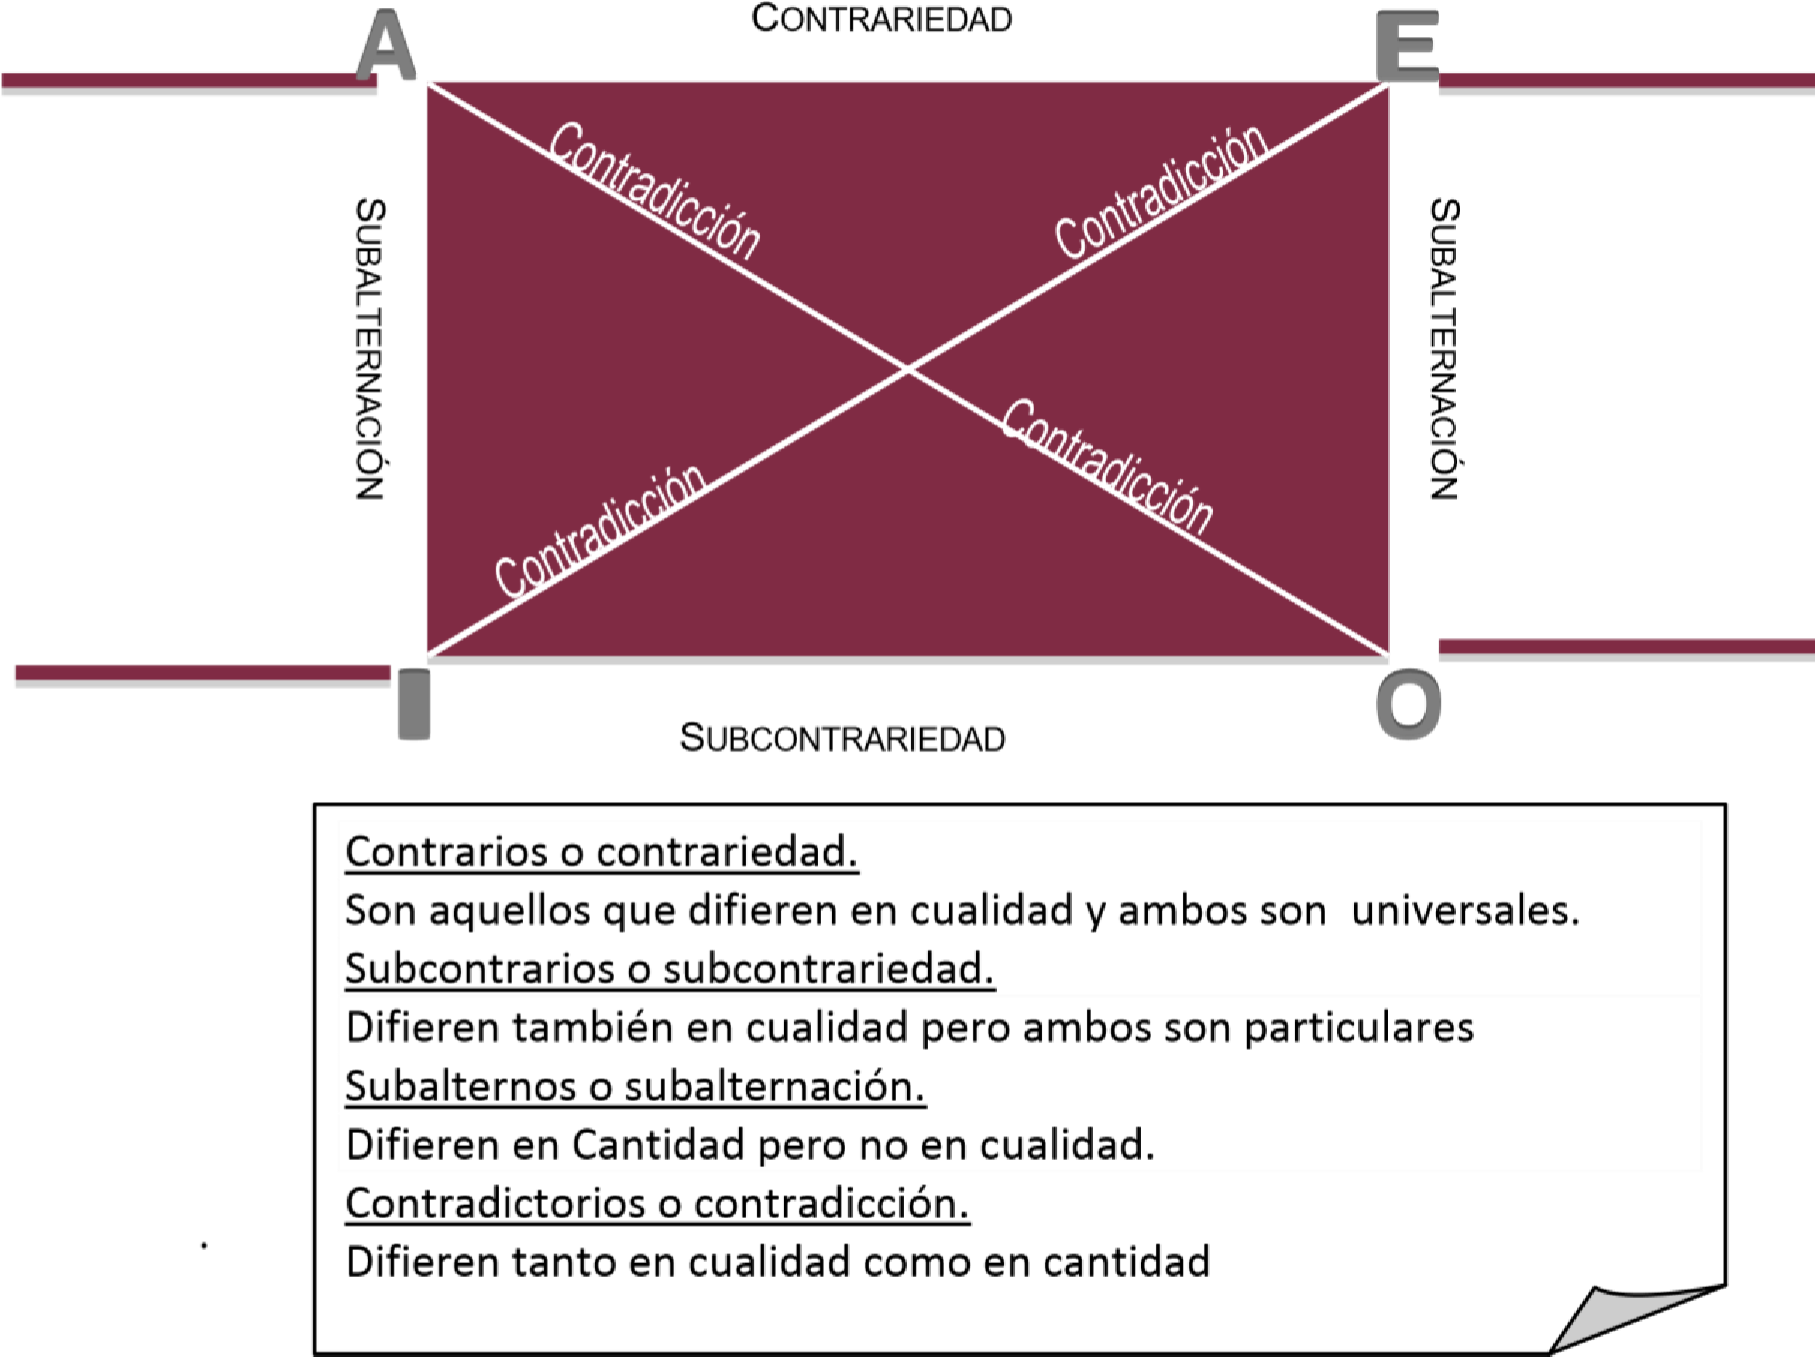 CONTRARIEDAD
A
E
Contradicción
Contradicción
SUBALTERNACIÓN
SUBALTERNACIÓN
Contradicción
Contradicción
I
O
SUBCONTRARIEDAD
Contrarios o contrariedad.
Son aquellos que difieren en cualidad y ambos son universales.
Subcontrarios o subcontrariedad.
Difieren también en cualidad pero ambos son particulares
Subalternos o subalternación.
Difieren en Cantidad pero no en cualidad.
Contradictorios o contradicción.
Difieren tanto en cualidad como en cantidad
.